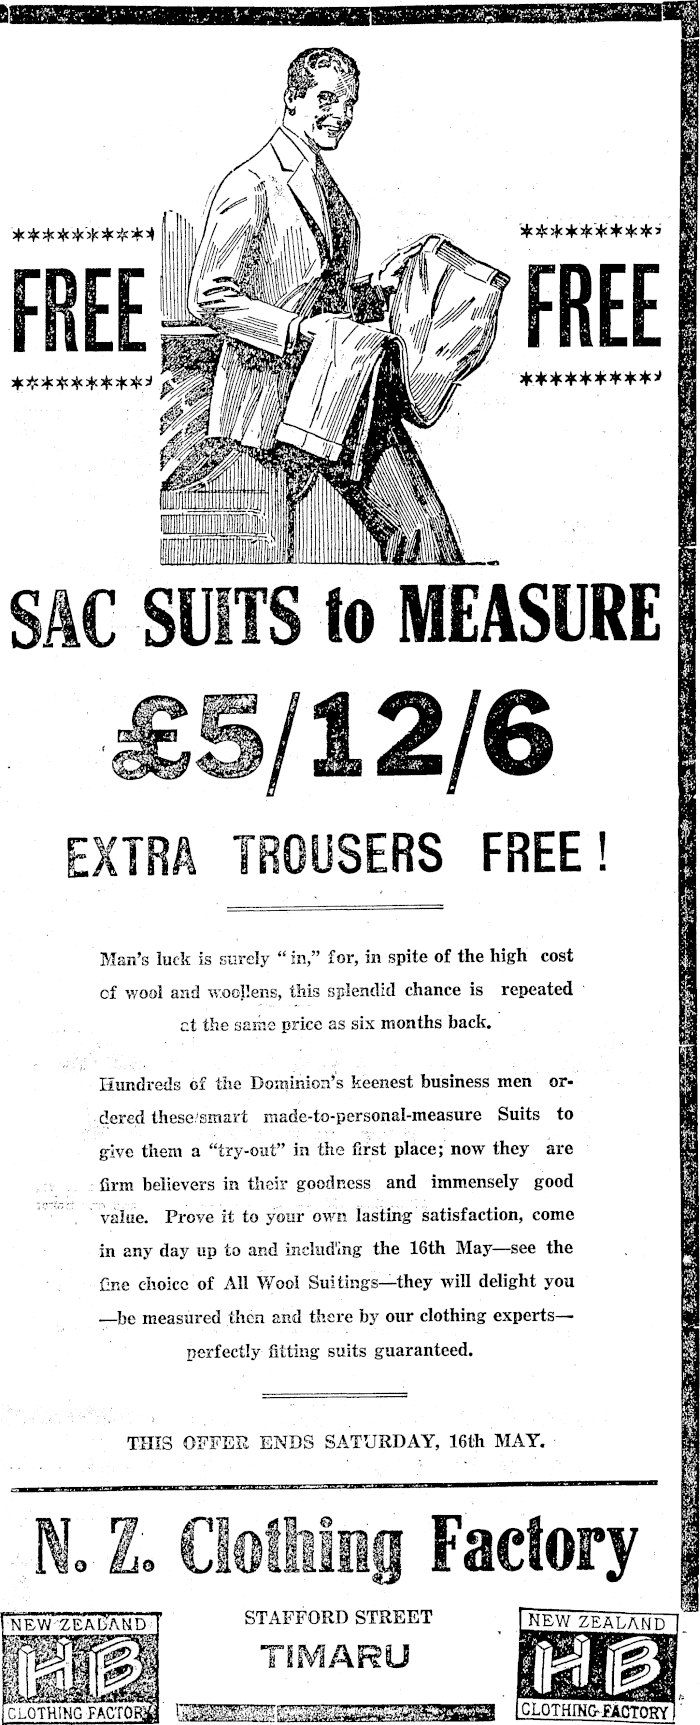 FREE
FREE
SAC SUITS to MEASURE
£5/12/6
EXTRA TROUSERS FREE!
Man's luck is surely "in," for, in spite of the high cost
of wool and woollens, this splendid chance is repeated
at the same price as six months back.
Hundreds of the Dominion's keenest business men or-
dered these smart made-to-personal-measure Suits to
give them a "try-out" in the first place; now they are
firm believers in their goodness and immensely good
value. Prove it to your own lasting satisfaction, come
in any day up to and including the 16th May—see the
fine choice of All Wool Suitings—they will delight you
—be measured then and there by our clothing experts—
perfectly fitting suits guaranteed.
THIS OFFER ENDS SATURDAY, 16th MAY.
N. Z. Clothing Factory
STAFFORD STREET
TIMARU
NEW ZEALAND
HB
CLOTHING FACTORY
NEW ZEALAND
HB
CLOTHING FACTORY